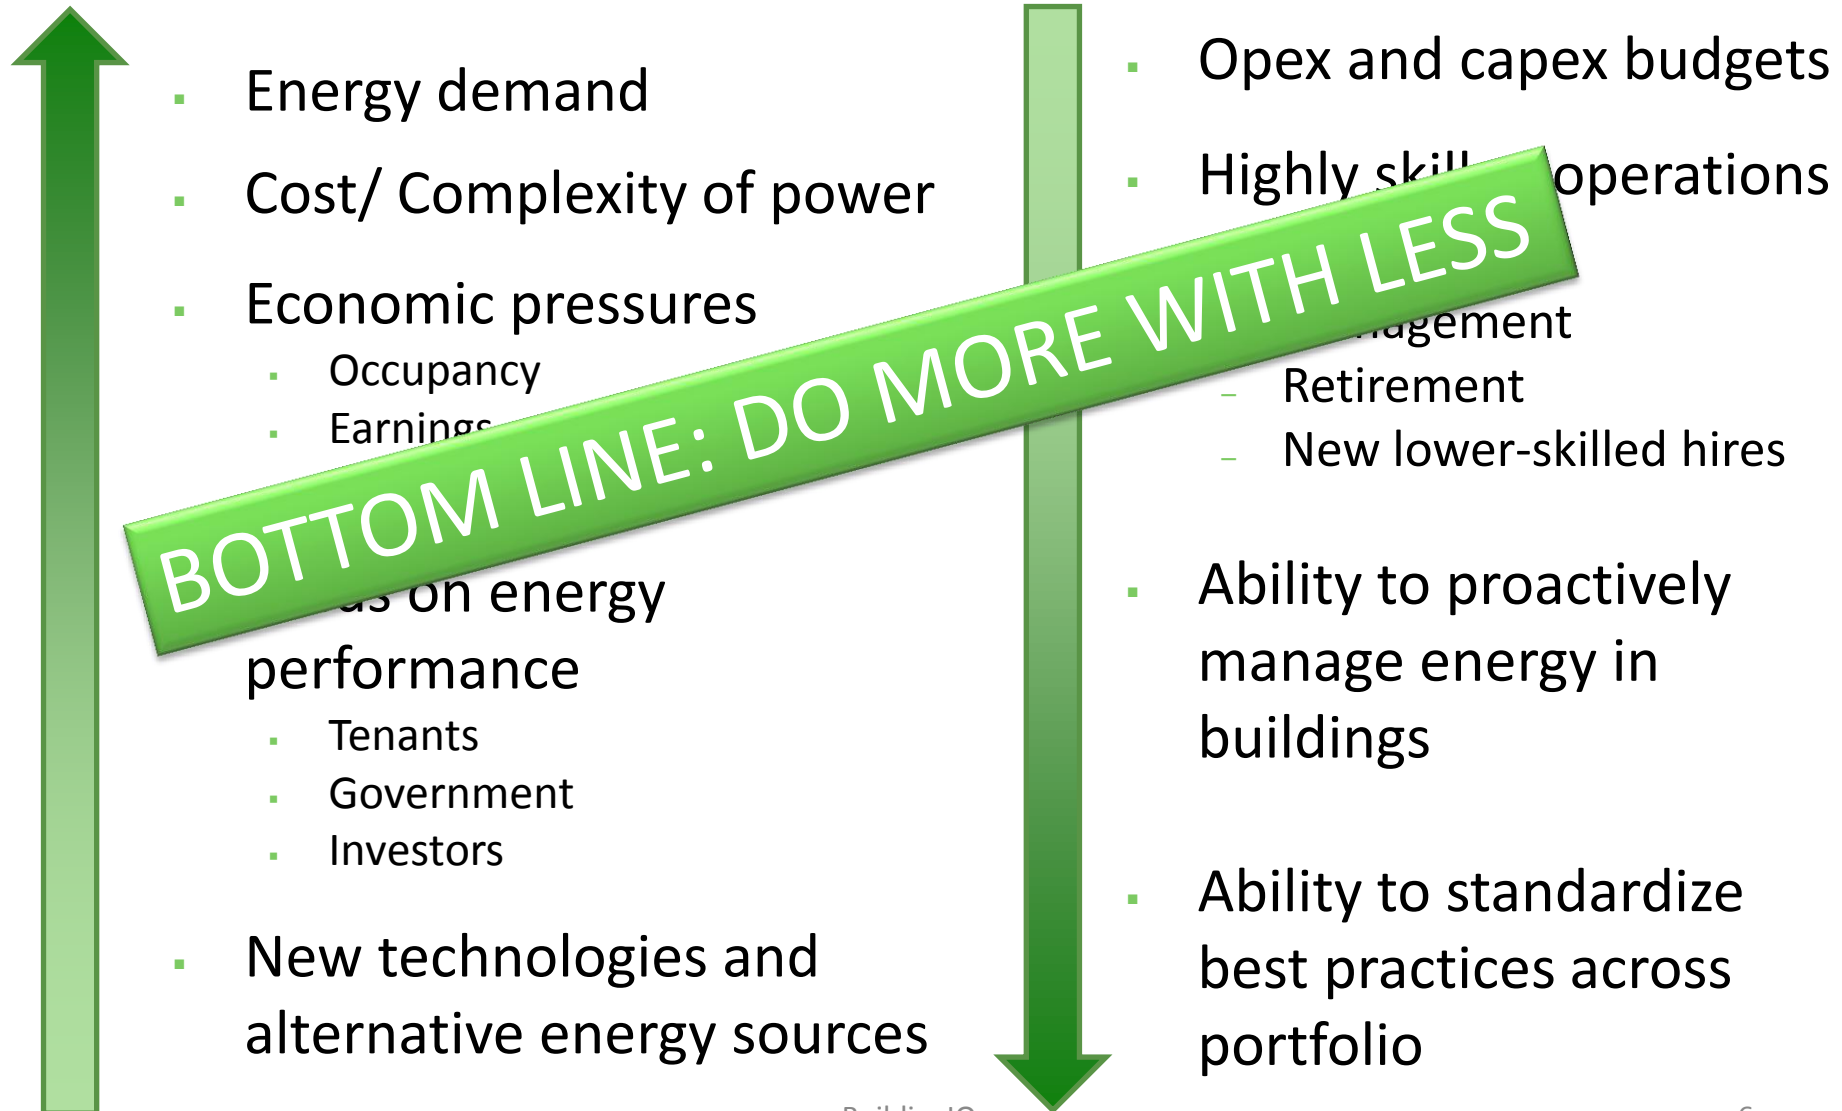 Energy demand
Cost/ Complexity of power
Economic pressures
Occupancy
Earnings
on energy
performance
Tenants
Government
Investors
New technologies and
alternative energy sources
Opex and capex budgets
Highly operations
Retirement
New lower-skilled hires
Ability to proactively
manage energy in
buildings
Ability to standardize
best practices across
portfolio
BOTTOM LINE: DO MORE WITH LESS